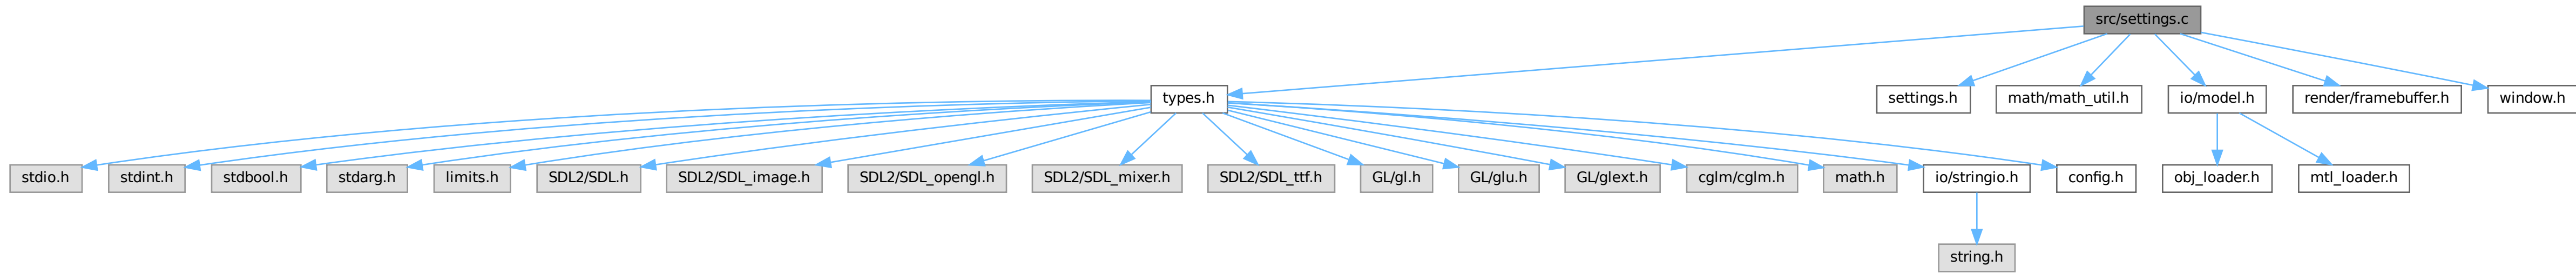 src/settings.c
types.h
settings.h
math/math_util.h
io/model.h
render/framebuffer.h
window.h
stdio.h
stdint.h
stdbool.h
stdarg.h
limits.h
SDL2/SDL.h
SDL2/SDL_image.h
SDL2/SDL_opengl.h
SDL2/SDL_mixer.h
SDL2/SDL_ttf.h
GL/gl.h
GL/glu.h
GL/glext.h
cglm/cglm.h
math.h
io/stringio.h
config.h
obj_loader.h
mtl_loader.h
string.h